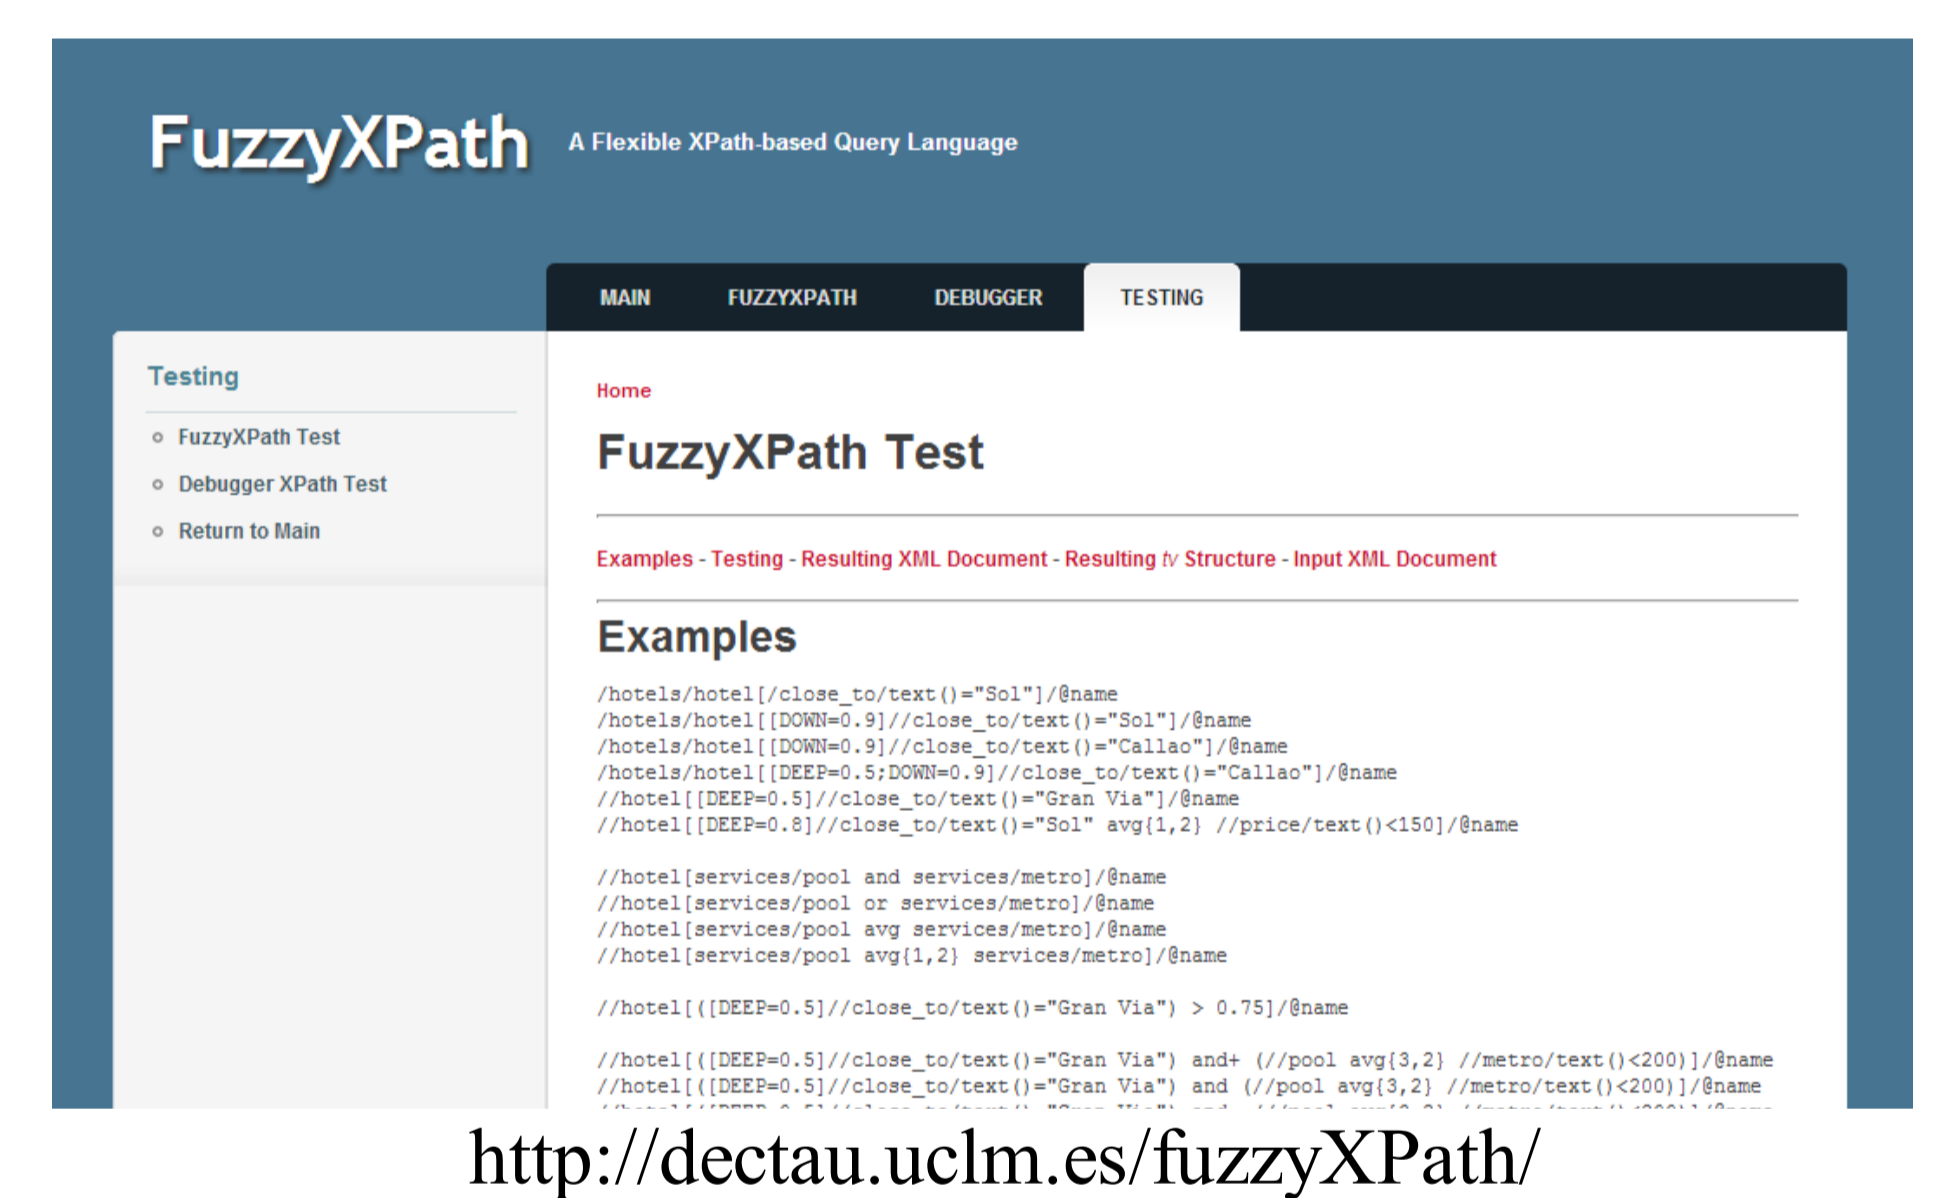 FuzzyXPath A Flexible XPath-based Query Language
MAIN FUZZYXPATH DEBUGGER TESTING
Testing
FuzzyXPath Test
Debugger XPath Test
Return to Main
Home
FuzzyXPath Test
Examples - Testing - Resulting XML Document - Resulting tv Structure - Input XML Document
Examples
/hotels/hotel[/close_to/text()="Sol"]/@name
/hotels/hotel[[DOWN=0.9]//close_to/text()="Sol"]/@name
/hotels/hotel[[DOWN=0.9]//close_to/text()="Callao"]/@name
/hotels/hotel[[DEEP=0.5;DOWN=0.9]//close_to/text()="Callao"]/@name
//hotel[[DEEP=0.5]//close_to/text()="Gran Via"]/@name
//hotel[[DEEP=0.8]//close_to/text()="Sol" avg{1,2} //price/text()<150]/@name
//hotel[services/pool and services/metro]/@name
//hotel[services/pool or services/metro]/@name
//hotel[services/pool avg services/metro]/@name
//hotel[services/pool avg{1,2} services/metro]/@name
//hotel[([DEEP=0.5]//close_to/text()="Gran Via") > 0.75]/@name
//hotel[([DEEP=0.5]//close_to/text()="Gran Via") and+ (//pool avg{3,2} //metro/text()<200)]/@name
//hotel[([DEEP=0.5]//close_to/text()="Gran Via") and (//pool avg{3,2} //metro/text()<200)]/@name
http://dectau.uclm.es/fuzzyXPath/